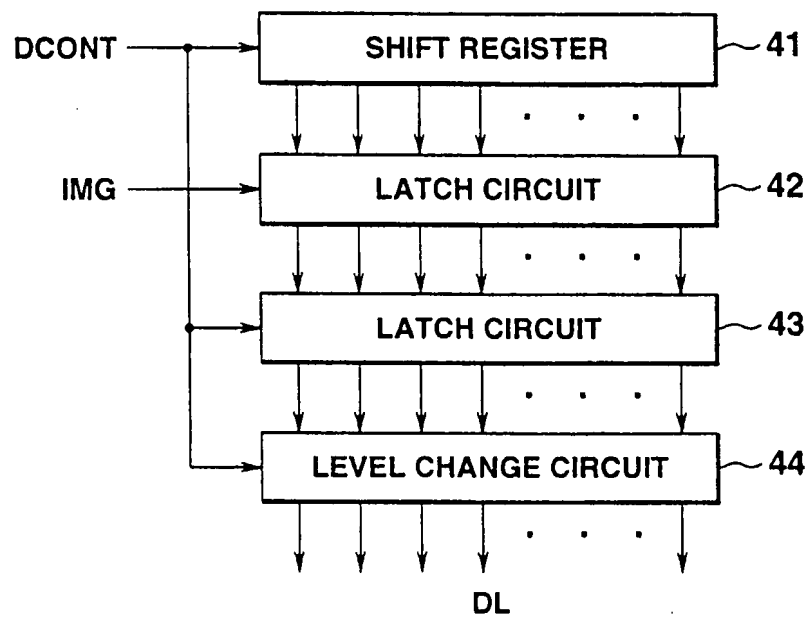 DCONT SHIFT REGISTER 41
IMG LATCH CIRCUIT 42
LATCH CIRCUIT 43
LEVEL CHANGE CIRCUIT 44
DL